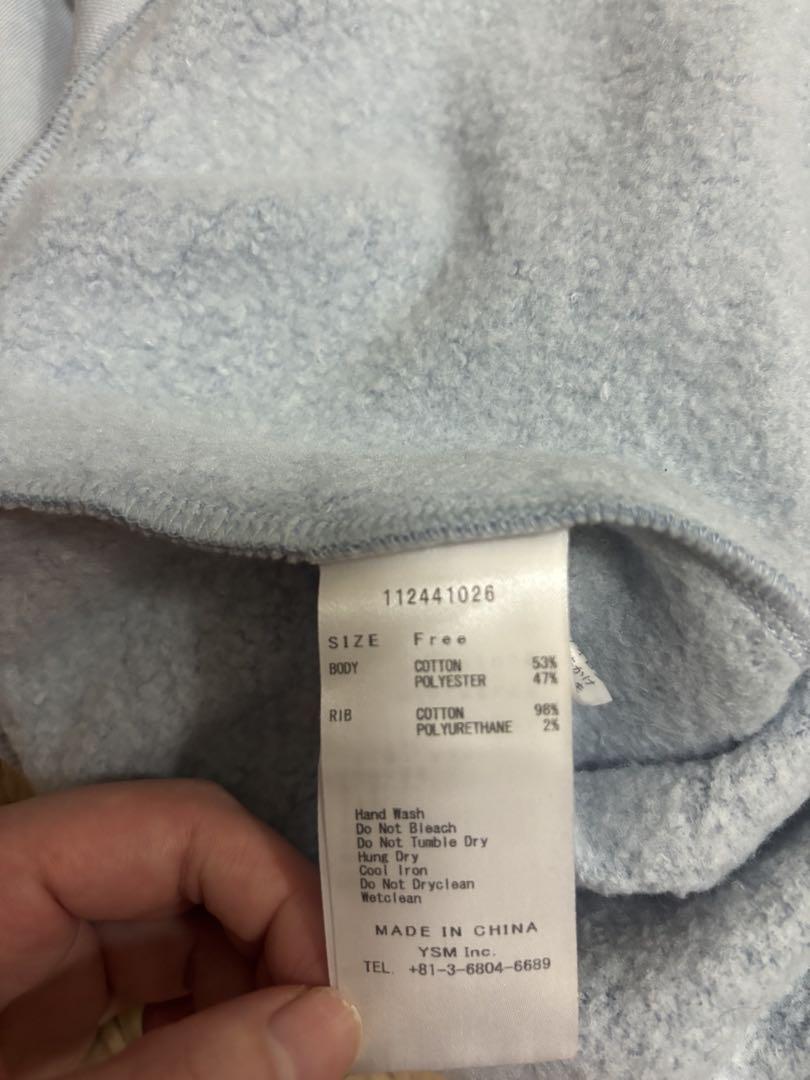 112441026
SIZE Free
BODY COTTON 53%
POLYESTER 47%
RIB COTTON 98%
POLYURETHANE 2%
Hand Wash
Do Not Bleach
Do Not Tumble Dry
Hung Dry
Cool Iron
Do Not Dryclean
Wetclean
MADE IN CHINA
YSM Inc.
TEL. +81-3-6804-6689